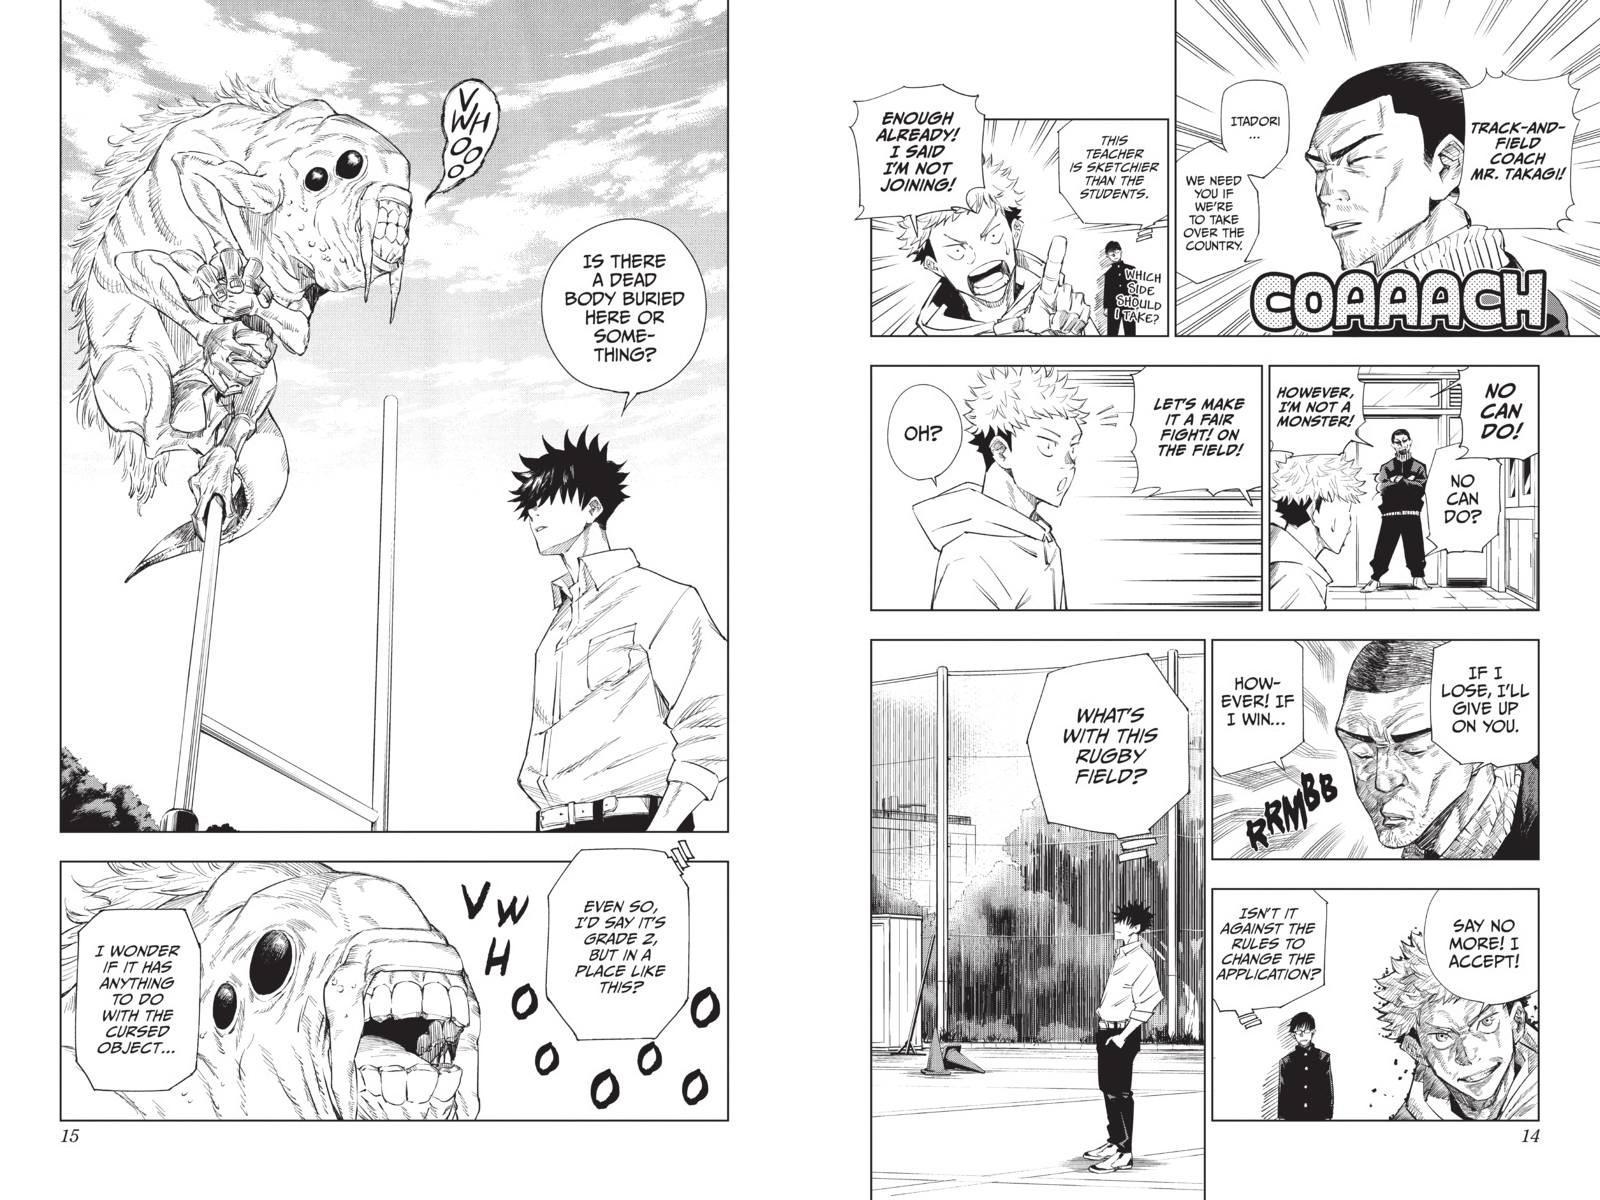 TRACK-AND-
FIELD
COACH
MR. TAKAGI!
ITADORI
...
WE NEED
YOU IF
WE'RE
TO TAKE
OVER THE
COUNTRY.
COAAACH
THIS
TEACHER
IS SKETCHIER
THAN THE
STUDENTS.
ENOUGH
ALREADY!
I SAID
I'M NOT
JOINING!
WHICH
SIDE
SHOULD
I TAKE?
NO
CAN
DO!
NO
CAN
DO?
HOWEVER,
I'M NOT A
MONSTER!
LET'S MAKE
IT A FAIR
FIGHT! ON
THE FIELD!
OH?
IF I
LOSE, I'LL
GIVE UP
ON YOU.
HOW-
EVER! IF
I WIN...
RRMBB
SAY NO
MORE! I
ACCEPT!
ISN'T IT
AGAINST THE
RULES TO
CHANGE THE
APPLICATION?
WHAT'S
WITH THIS
RUGBY
FIELD?
14
VWHOOOO
IS THERE
A DEAD
BODY BURIED
HERE OR
SOME-
THING?
EVEN SO,
I'D SAY IT'S
GRADE 2,
BUT IN A
PLACE LIKE
THIS?
VWHOOOOOO
I WONDER
IF IT HAS
ANYTHING
TO DO
WITH THE
CURSED
OBJECT...
15